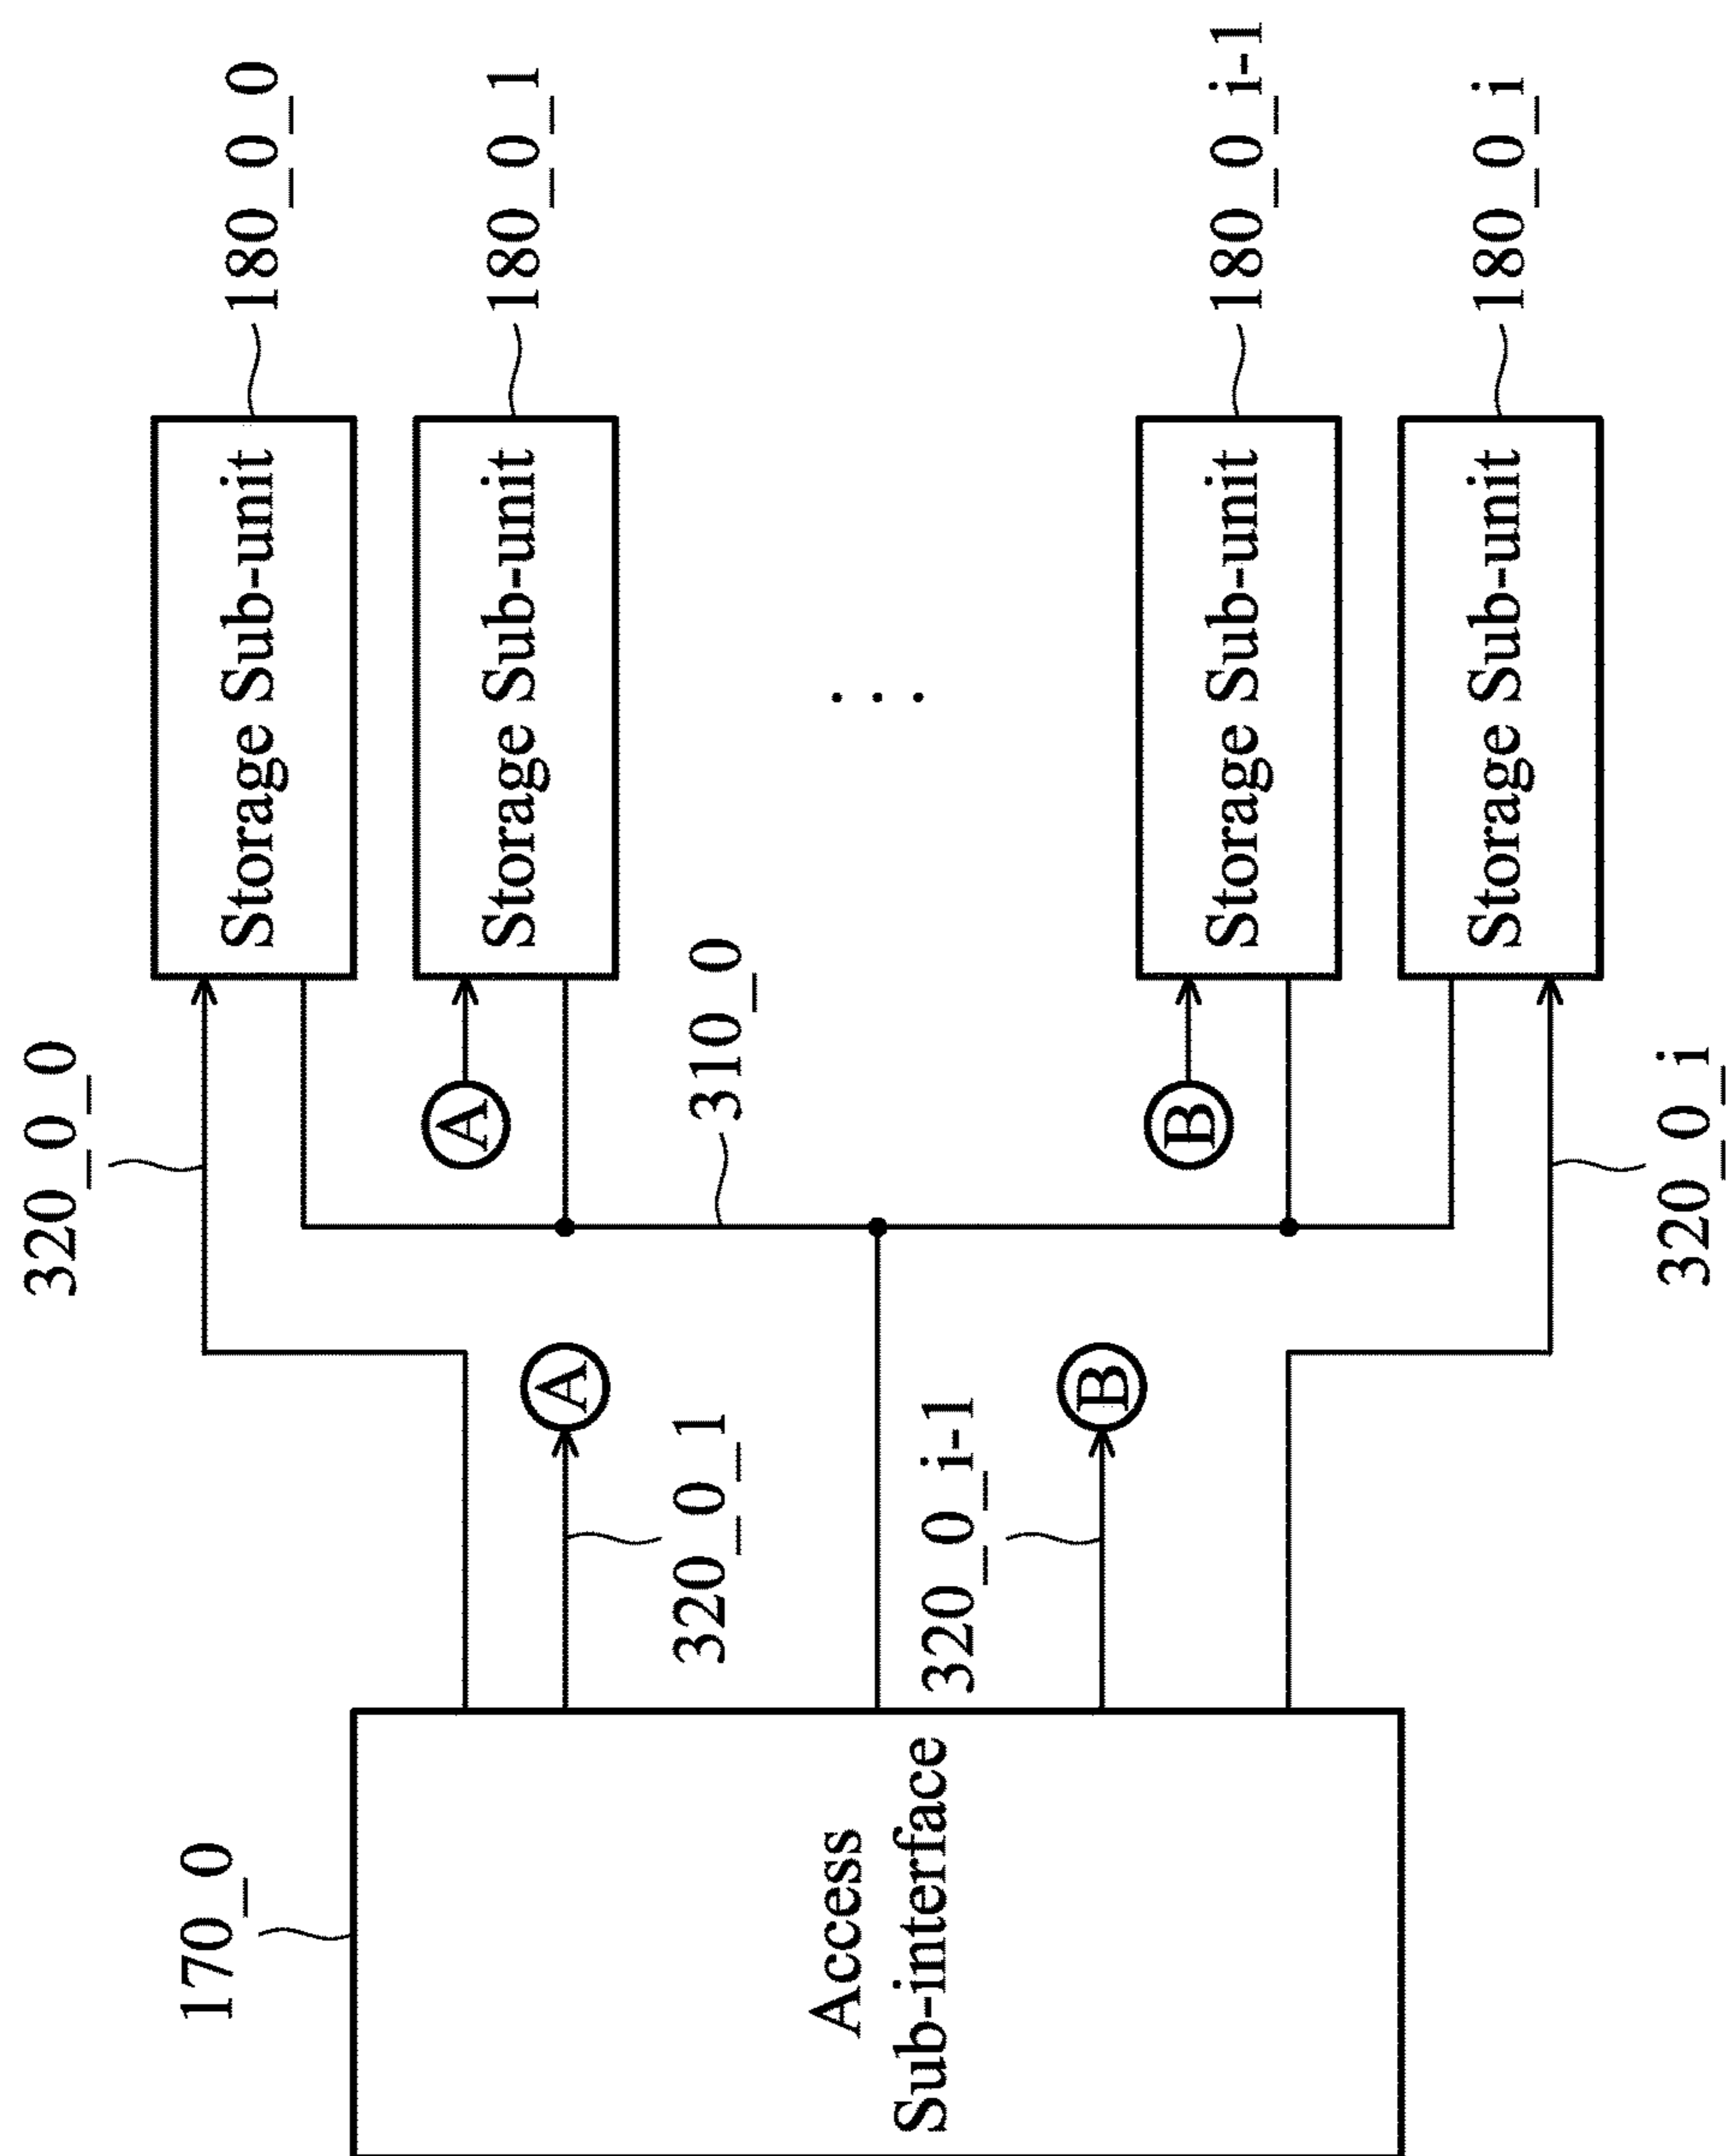 170_0
Access
Sub-interface
320_0_0
320_0_1
320_0_i-1
320_0_i
A
B
A
B
310_0
Storage Sub-unit
180_0_0
Storage Sub-unit
180_0_1
. . .
Storage Sub-unit
180_0_i-1
Storage Sub-unit
180_0_i